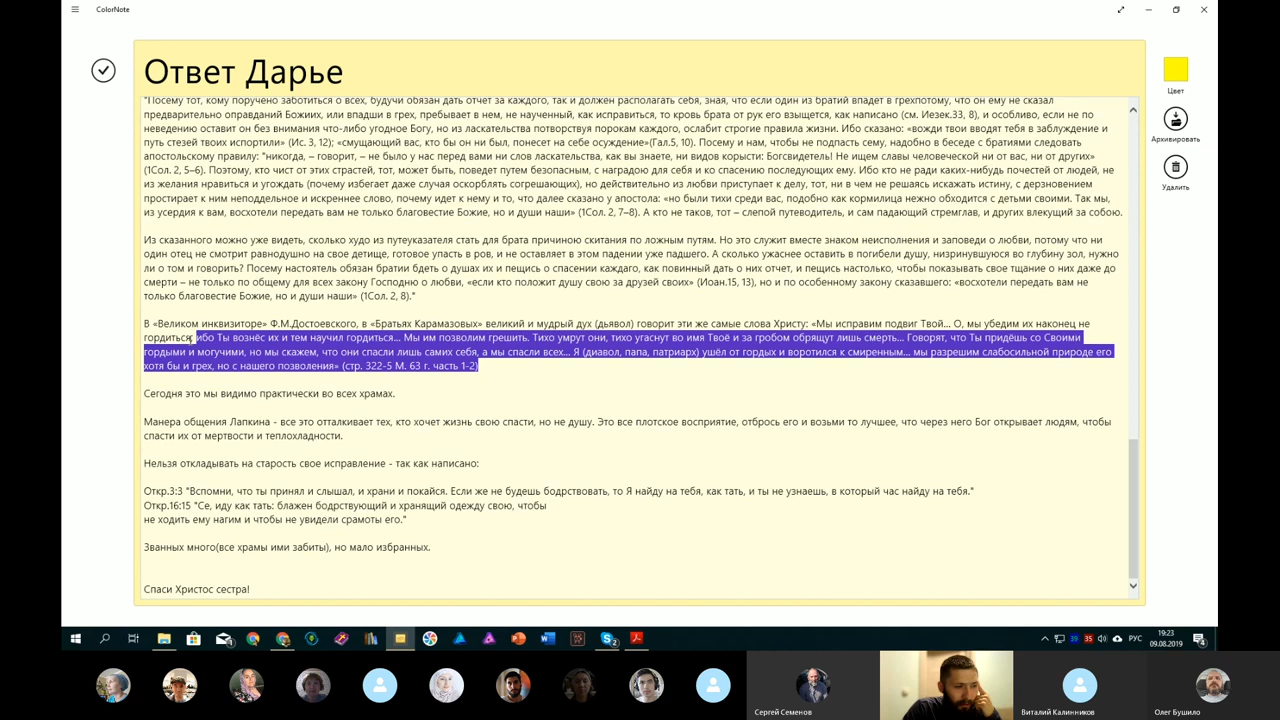 ColorNote
Ответ Дарье
"Посему тот, кому поручено заботиться о всех, будучи обязан дать отчет за каждого, так и должен располагать себя, зная, что если один из братий впадет в грехпотому, что он ему не сказал
предварительно оправданий Божиих, или впадши в грех, пребывает в нем, не наученный, как исправиться, то кровь брата от рук его взыщется, как написано (см. Иезек.33, 8), и особливо, если не по
неведению оставит он без внимания что-либо угодное Богу, но из ласкательства потворствуя порокам каждого, ослабит строгие правила жизни. Ибо сказано: «вожди твои вводят тебя в заблуждение и
путь стезей твоих испортили» (Ис. 3, 12); «смущающий вас, кто бы он ни был, понесет на себе осуждение»(Гал.5, 10). Посему и нам, чтобы не подпасть сему, надобно в беседе с братиями следовать
апостольскому правилу: "никогда, – говорит, – не было у нас перед вами ни слов ласкательства, как вы знаете, ни видов корысти: Богсвидетель! Не ищем славы человеческой ни от вас, ни от других»
(1Сол. 2, 5–6). Поэтому, кто чист от этих страстей, тот, может быть, поведет путем безопасным, с наградою для себя и ко спасению последующих ему. Ибо кто не ради каких-нибудь почестей от людей, не
из желания нравиться и угождать (почему избегает даже случая оскорблять согрешающих), но действительно из любви приступает к делу, тот, ни в чем не решаясь искажать истину, с дерзновением
простирает к ним неподдельное и искреннее слово, почему идет к нему и то, что далее сказано у апостола: «но были тихи среди вас, подобно как кормилица нежно обходится с детьми своими. Так мы,
из усердия к вам, восхотели передать вам не только благовестие Божие, но и души наши» (1Сол. 2, 7–8). А кто не таков, тот – слепой путеводитель, и сам падающий стремглав, и других влекущий за собою.
Из сказанного можно уже видеть, сколько худо из путеуказателя стать для брата причиною скитания по ложным путям. Но это служит вместе знаком неисполнения и заповеди о любви, потому что ни
один отец не смотрит равнодушно на свое детище, готовое упасть в ров, и не оставляет в этом падении уже падшего. А сколько ужаснее оставить в погибели душу, низринувшуюся во глубину зол, нужно
ли о том и говорить? Посему настоятель обязан братии бдеть о душах их и пещись о спасении каждаго, как повинный дать о них отчет, и пещись настолько, чтобы показывать свое тщание о них даже до
смерти – не только по общему для всех закону Господню о любви, «если кто положит душу свою за друзей своих» (Иоан.15, 13), но и по особенному закону сказавшего: «восхотели передать вам не
только благовестие Божие, но и души наши» (1Сол. 2, 8)."
В «Великом инквизиторе» Ф.М.Достоевского, в «Братьях Карамазовых» великий и мудрый дух (дьявол) говорит эти же самые слова Христу: «Мы исправим подвиг Твой… О, мы убедим их наконец не
гордиться, ибо Ты вознёс их и тем научил гордиться... Мы им позволим грешить. Тихо умрут они, тихо угаснут во имя Твоё и за гробом обрящут лишь смерть... Говорят, что Ты придёшь со Своими
гордыми и могучими, но мы скажем, что они спасли лишь самих себя, а мы спасли всех... Я (диавол, папа, патриарх) ушёл от гордых и воротился к смиренным... мы разрешим слабосильной природе его
хотя бы и грех, но с нашего позволения» (стр. 322-5 М. 63 г. часть 1-2)
Сегодня это мы видимо практически во всех храмах.
Манера общения Лапкина - все это отталкивает тех, кто хочет жизнь свою спасти, но не душу. Это все плотское восприятие, отбрось его и возьми то лучшее, что через него Бог открывает людям, чтобы
спасти их от мертвости и теплохладности.
Нельзя откладывать на старость свое исправление - так как написано:
Откр.3:3 "Вспомни, что ты принял и слышал, и храни и покайся. Если же не будешь бодрствовать, то Я найду на тебя, как тать, и ты не узнаешь, в который час найду на тебя."
Откр.16:15 "Се, иду как тать: блажен бодрствующий и хранящий одежду свою, чтобы
не ходить ему нагим и чтобы не увидели срамоты его."
Званных много(все храмы ими забиты), но мало избранных.
Спаси Христос сестра!
Цвет
Архивировать
Удалить
39
35
РУС
19:23
09.08.2019
Сергей Семенов
Виталий Калинников
Олег Бушило